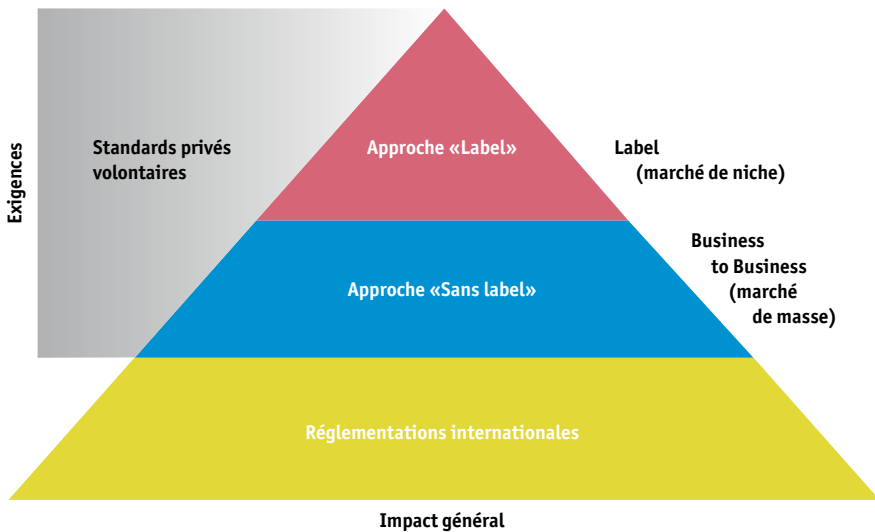 Exigences
Standards privés
volontaires
Approche «Label»
Label
(marché de niche)
Business
to Business
(marché
de masse)
Approche «Sans label»
Réglementations internationales
Impact général